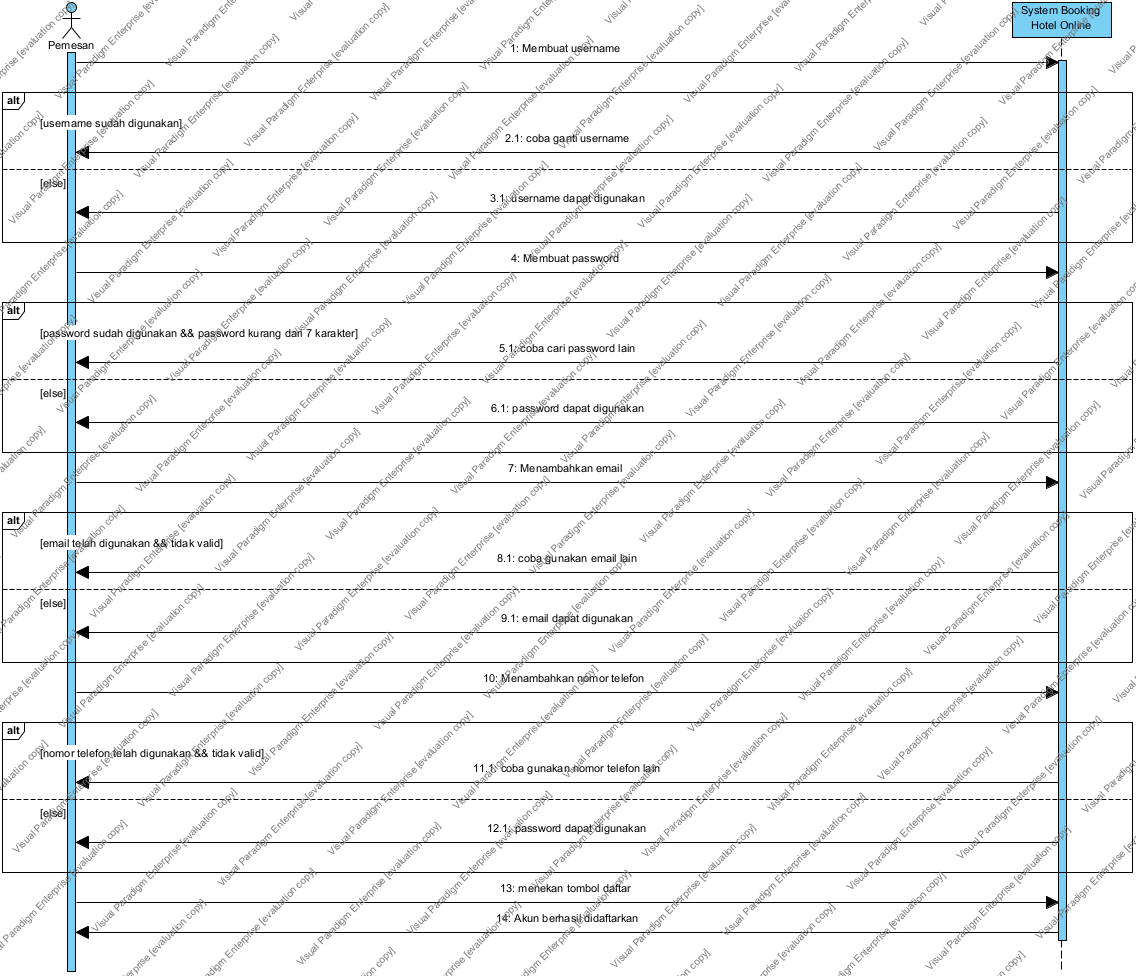 Pemesan
System Booking
Hotel Online
1: Membuat username
alt
[username sudah digunakan]
2.1: coba ganti username
[else]
3.1: username dapat digunakan
4: Membuat password
alt
[password sudah digunakan && password kurang dari 7 karakter]
5.1: coba cari password lain
[else]
6.1: password dapat digunakan
7: Menambahkan email
alt
[email telah digunakan && tidak valid]
8.1: coba gunakan email lain
[else]
9.1: email dapat digunakan
10: Menambahkan nomor telefon
alt
[nomor telefon telah digunakan && tidak valid]
11.1: coba gunakan nomor telefon lain
[else]
12.1: password dapat digunakan
13: menekan tombol daftar
14: Akun berhasil didaftarkan
Visual Paradigm Enterprise [evaluation copy]